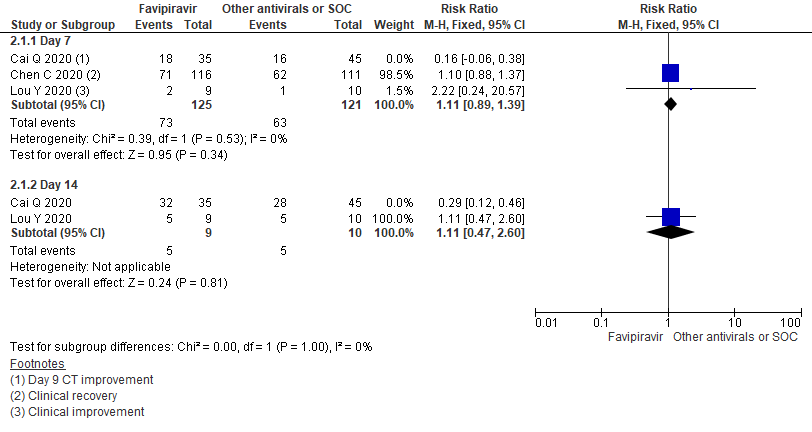 Favipiravir Other antivirals or SOC Risk Ratio Risk Ratio
Study or Subgroup Events Total Events Total Weight M-H, Fixed, 95% CI M-H, Fixed, 95% CI
2.1.1 Day 7
Cai Q 2020 (1) 18 35 16 45 0.0% 0.16 [-0.06, 0.38]
Chen C 2020 (2) 71 116 62 111 98.5% 1.10 [0.88, 1.37]
Lou Y 2020 (3) 2 9 1 10 1.5% 2.22 [0.24, 20.57]
Subtotal (95% CI) 125 121 100.0% 1.11 [0.89, 1.39]
Total events 73 63
Heterogeneity: Chi² = 0.39, df = 1 (P = 0.53); I² = 0%
Test for overall effect: Z = 0.95 (P = 0.34)
2.1.2 Day 14
Cai Q 2020 32 35 28 45 0.0% 0.29 [0.12, 0.46]
Lou Y 2020 5 9 5 10 100.0% 1.11 [0.47, 2.60]
Subtotal (95% CI) 9 10 100.0% 1.11 [0.47, 2.60]
Total events 5 5
Heterogeneity: Not applicable
Test for overall effect: Z = 0.24 (P = 0.81)
0.01 0.1 1 10 100
Favipiravir Other antivirals or SOC
Test for subgroup differences: Chi² = 0.00, df = 1 (P = 1.00), I² = 0%
Footnotes
(1) Day 9 CT improvement
(2) Clinical recovery
(3) Clinical improvement